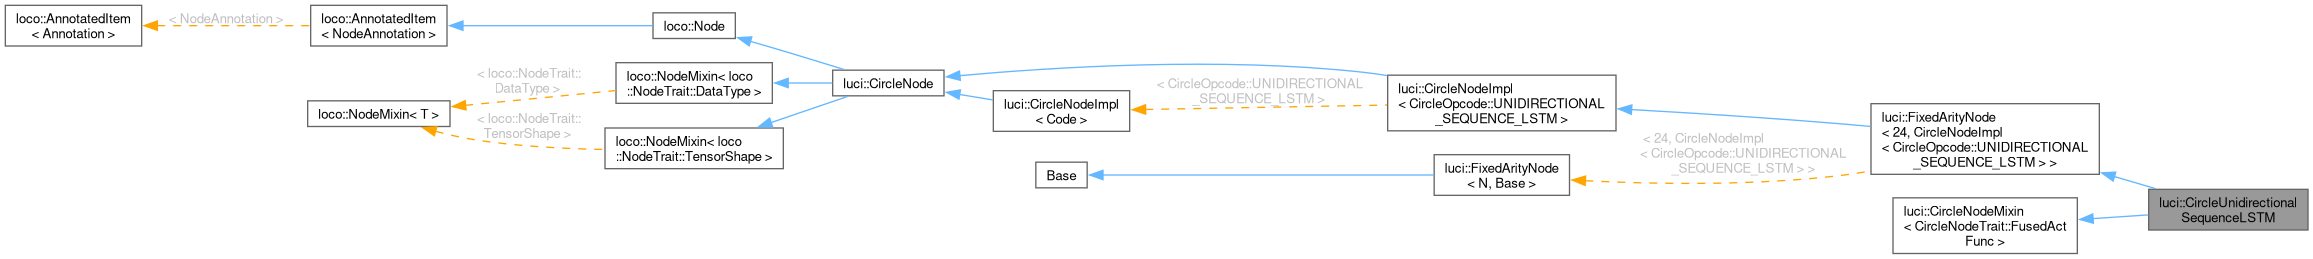 loco::AnnotatedItem
< Annotation >
< NodeAnnotation >
loco::AnnotatedItem
< NodeAnnotation >
loco::Node
< loco::NodeTrait::
DataType >
loco::NodeMixin< loco
::NodeTrait::DataType >
loco::NodeMixin< T >
< loco::NodeTrait::
TensorShape >
loco::NodeMixin< loco
::NodeTrait::TensorShape >
luci::CircleNode
luci::CircleNodeImpl
< Code >
< CircleOpcode::UNIDIRECTIONAL
_SEQUENCE_LSTM >
luci::CircleNodeImpl
< CircleOpcode::UNIDIRECTIONAL
_SEQUENCE_LSTM >
Base
luci::FixedArityNode
< N, Base >
< 24, CircleNodeImpl
< CircleOpcode::UNIDIRECTIONAL
_SEQUENCE_LSTM > >
luci::FixedArityNode
< 24, CircleNodeImpl
< CircleOpcode::UNIDIRECTIONAL
_SEQUENCE_LSTM > >
luci::CircleNodeMixin
< CircleNodeTrait::FusedAct
Func >
luci::CircleUnidirectional
SequenceLSTM